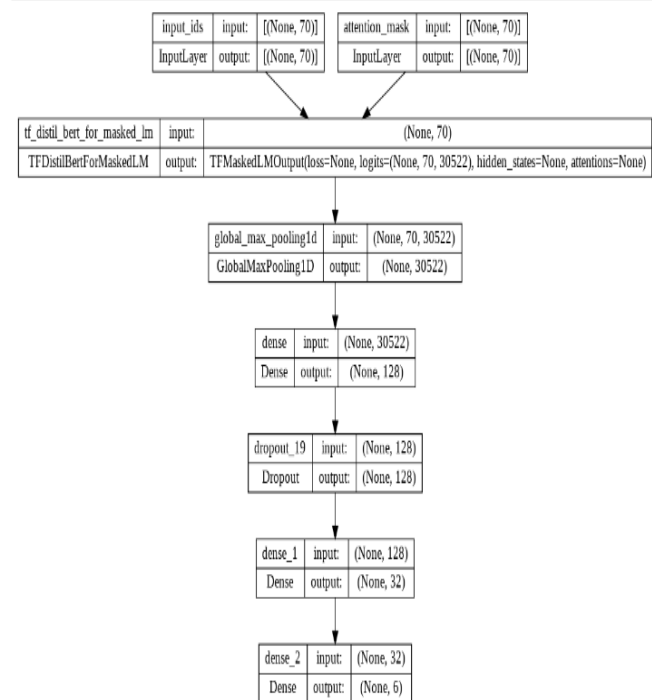 input_ids input: [(None, 70)] attention_mask input: [(None, 70)]
InputLayer output: [(None, 70)] InputLayer output: [(None, 70)]
tf_distil_bert_for_masked_lm input: (None, 70)
TFDistilBertForMaskedLM output: TFMaskedLMOutput(loss=None, logits=(None, 70, 30522), hidden_states=None, attentions=None)
global_max_pooling1d input: (None, 70, 30522)
GlobalMaxPooling1D output: (None, 30522)
dense input: (None, 30522)
Dense output: (None, 128)
dropout_19 input: (None, 128)
Dropout output: (None, 128)
dense_1 input: (None, 128)
Dense output: (None, 32)
dense_2 input: (None, 32)
Dense output: (None, 6)